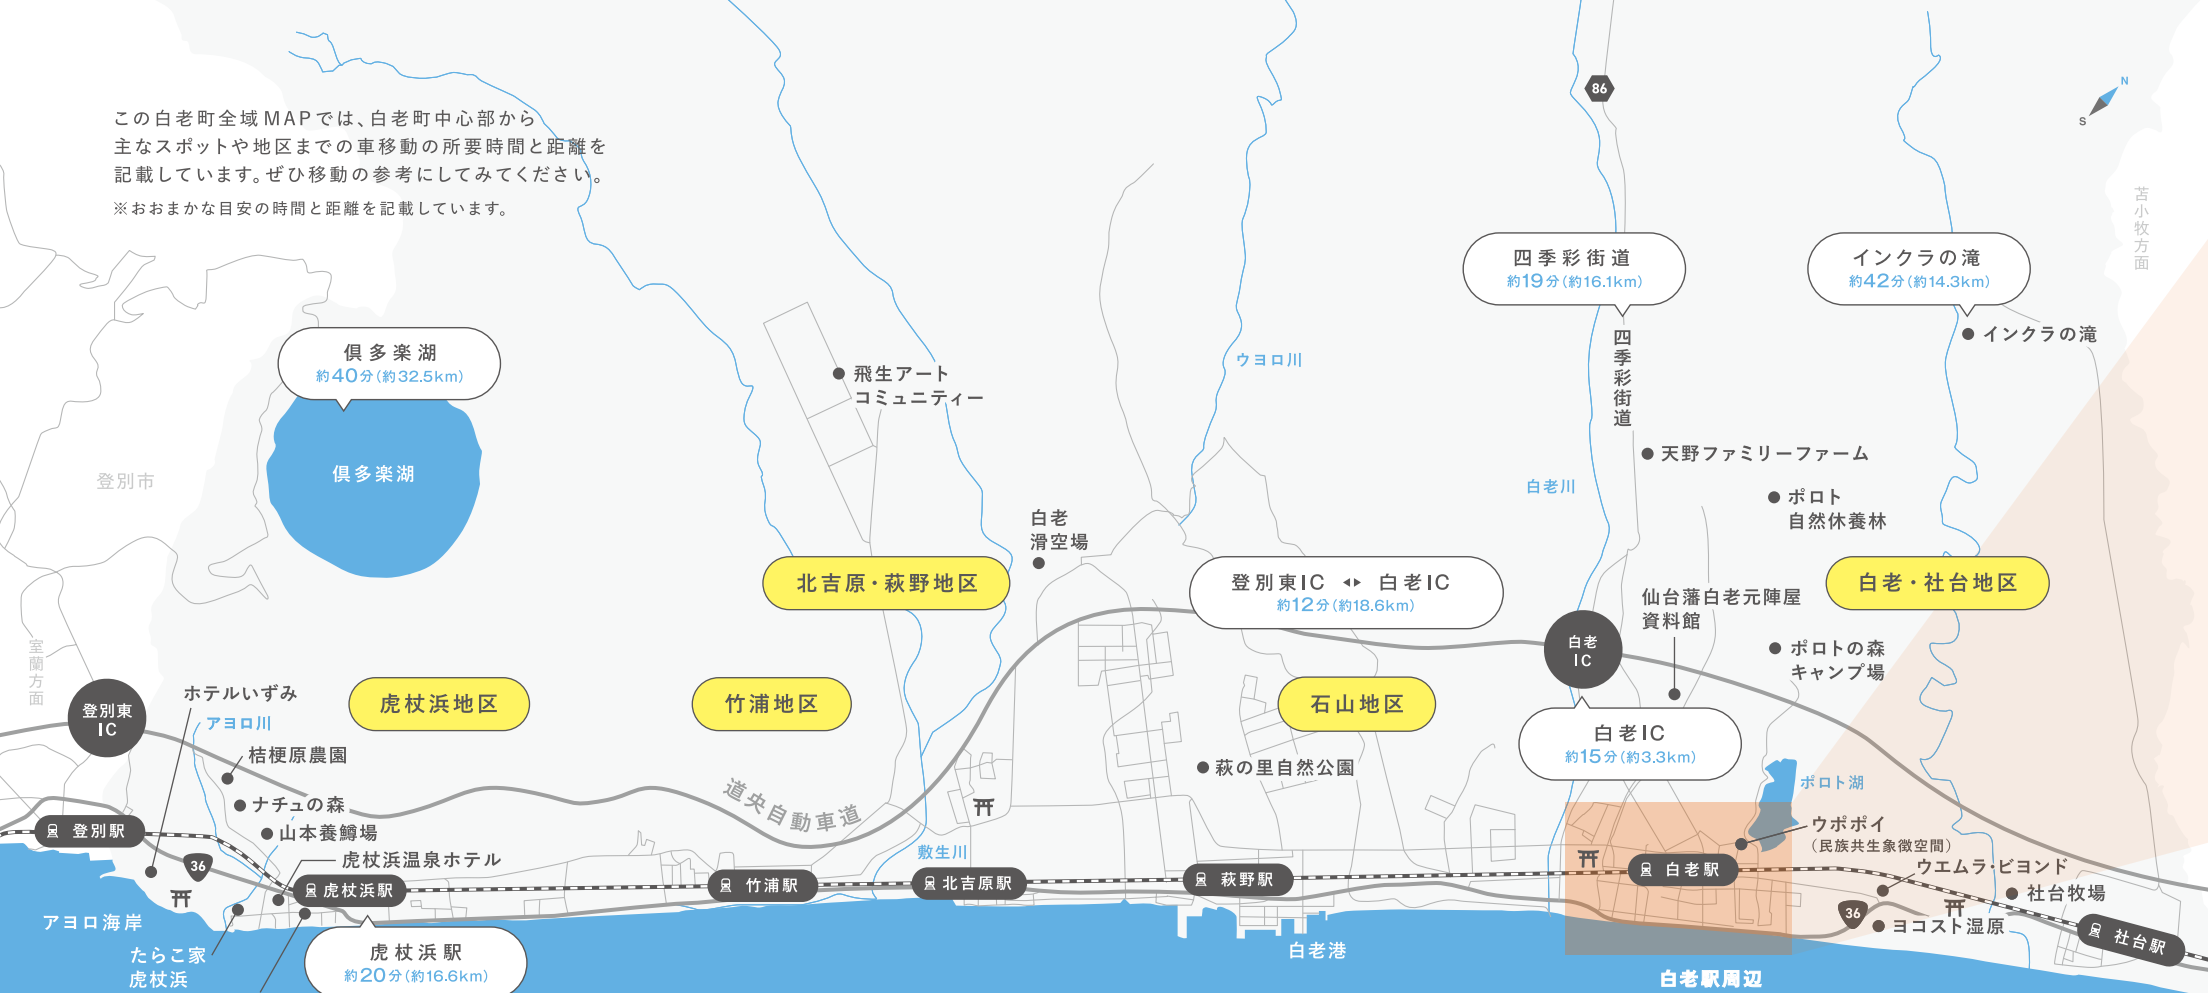 この白老町全域MAPでは、白老町中心部から
主なスポットや地区までの車移動の所要時間と距離を
記載しています。ぜひ移動の参考にしてみてください。
※おおまかな目安の時間と距離を記載しています。
86
N
S
苫小牧方面
四季彩街道
約19分(約16.1km)
インクラの滝
約42分(約14.3km)
四季彩街道
インクラの滝
倶多楽湖
約40分(約32.5km)
倶多楽湖
ウヨロ川
飛生アート
コミュニティー
登別市
天野ファミリーファーム
白老川
ポロト
自然休養林
白老
滑空場
北吉原・萩野地区
登別東IC ◂▸ 白老IC
約12分(約18.6km)
白老・社台地区
仙台藩白老元陣屋
資料館
室蘭方面
白老
IC
ポロトの森
キャンプ場
ホテルいずみ
虎杖浜地区
竹浦地区
石山地区
登別東
IC
アヨロ川
白老IC
約15分(約3.3km)
桔梗原農園
萩の里自然公園
ポロト湖
道央自動車道
ナチュの森
山本養鱒場
登別駅
ウポポイ
(民族共生象徴空間)
虎杖浜温泉ホテル
敷生川
36
ウエムラ・ビヨンド
白老駅
虎杖浜駅
竹浦駅
北吉原駅
萩野駅
社台牧場
36
ヨコスト湿原
アヨロ海岸
社台駅
たらこ家
虎杖浜
虎杖浜駅
約20分(約16.6km)
白老港
白老駅周辺